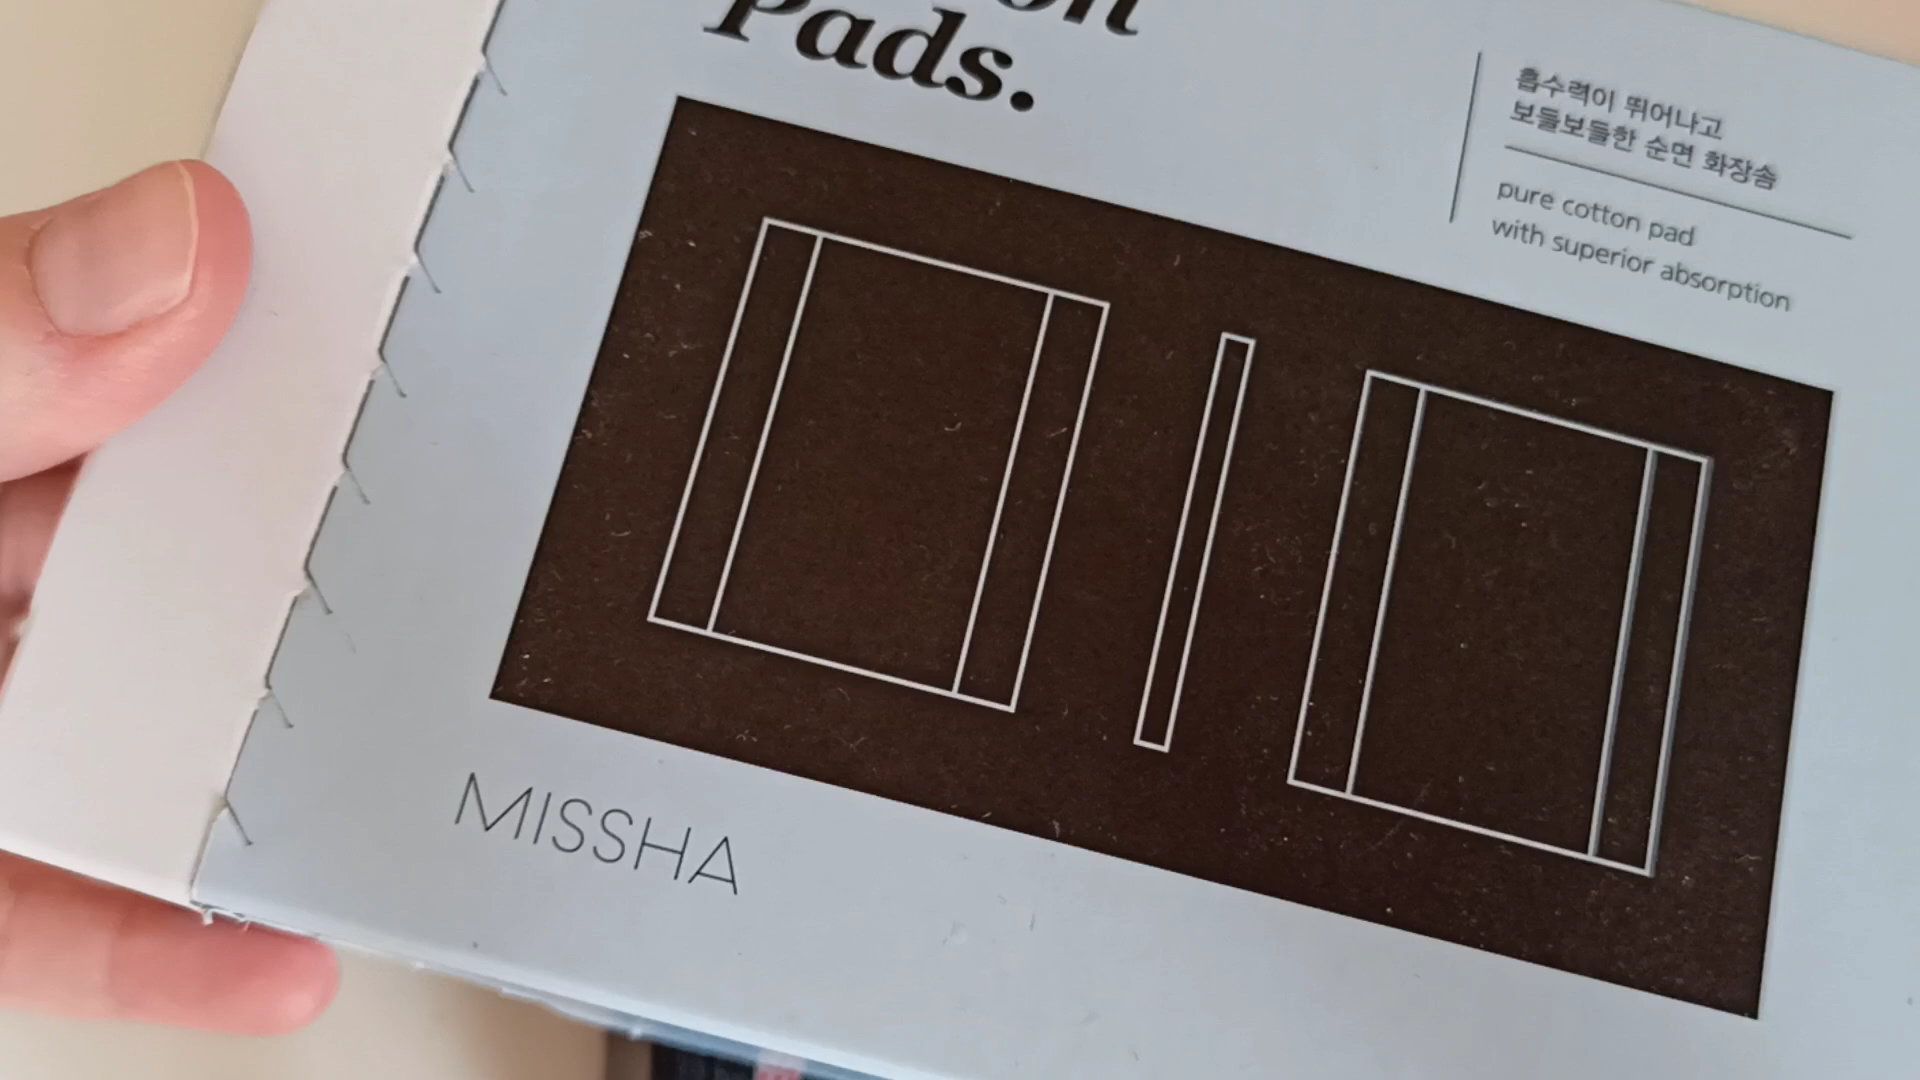 Pads.
흡수력이 뛰어나고
보들보들한 순면 화장솜
pure cotton pad
with superior absorption
MISSHA